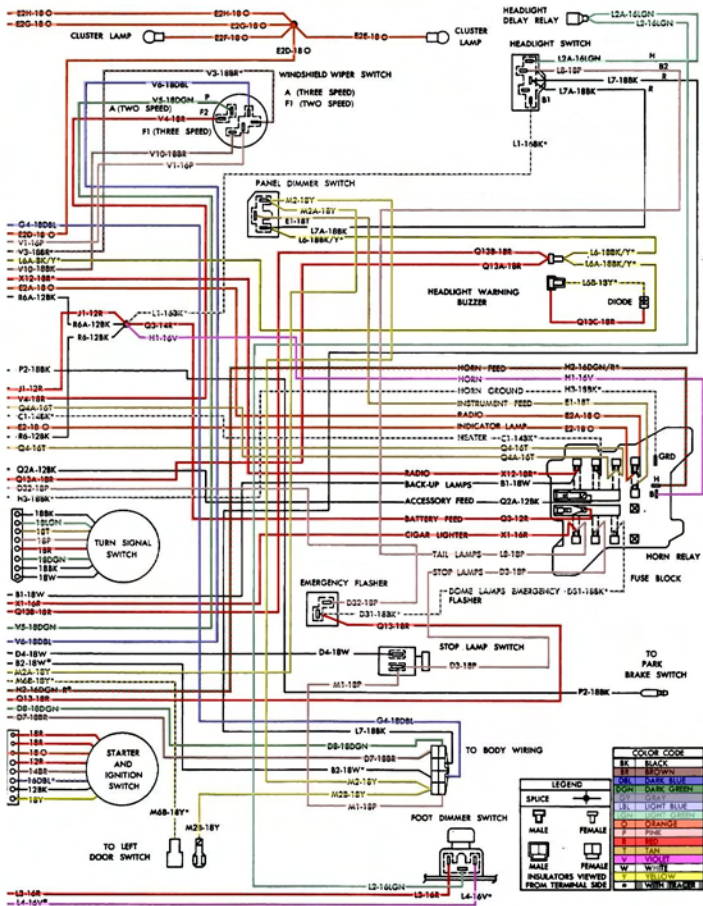 E2H-18 O
E2H-18 O
E2G-18 O
E2G-18 O
CLUSTER LAMP
E2F-18 O
E2E-18 O
CLUSTER
LAMP
E2D-18 O
HEADLIGHT
DELAY RELAY
L2A-16LGN
L2-16LGN
HEADLIGHT SWITCH
L2A-16LGN
H
L8-18P
B2
L7-18BK
R
L7A-18BK
R
B1
L1-16BK*
V3-18BR*
WINDSHIELD WIPER SWITCH
V6-18DBL
A (THREE SPEED)
F1 (TWO SPEED)
V5-18DGN
P
A (TWO SPEED)
V4-18R
F2
F1 (THREE SPEED)
V10-18BR
V1-16P
PANEL DIMMER SWITCH
M2-18Y
M2A-18Y
E1-18T
L7A-18BK
L6-18BK/Y*
G4-18DBL
E2D-18 O
V1-16P
V3-18BR*
L6A-BK/Y*
V10-18BK
X12-18R*
E2A-18 O
R6A-12BK
Q13B-18R
Q13A-18R
L6-18BK/Y*
L6A-18BK/Y*
HEADLIGHT WARNING
BUZZER
L6B-18Y*
DIODE
Q13C-18R
J1-12R
L1-16BK*
R6A-12BK
Q3-14R
R6-12BK
H1-16V
P2-18BK
J1-12R
V4-18R
Q4A-16T
C1-14BK*
E2-18 O
R6-12BK
Q4-16T
Q2A-12BK
Q13A-18R
D32-18P
H3-18BK
HORN FEED
H2-16DGN/R*
HORN
H1-16V
HORN GROUND
H3-18BK*
INSTRUMENT FEED
E1-18T
RADIO
E2A-18 O
INDICATOR LAMP
E2-18 O
HEATER
C1-14BK*
Q4-16T
Q4A-16T
RADIO
X12-18R*
BACK-UP LAMPS
B1-18W
ACCESSORY FEED
Q2A-12BK
BATTERY FEED
Q3-12R
CIGAR LIGHTER
X1-16R
TAIL LAMPS
L8-18P
STOP LAMPS
D3-18P
DOME LAMPS EMERGENCY
FLASHER
D31-18BK*
GRD
H
B
HORN RELAY
FUSE BLOCK
18BK
18LGN
18T
18P
18R
18DGN
18BK
18W
TURN SIGNAL
SWITCH
B1-18W
X1-16R
Q13B-18R
V5-18DGN
V6-18DBL
D4-18W
B2-18W*
M2A-18Y
M6B-18Y*
H2-16DGN-R*
Q13-18R
D8-18DGN
D7-18BR
EMERGENCY FLASHER
D32-18P
D31-18BK*
Q13-18R
D4-18W
STOP LAMP SWITCH
D3-18P
M1-18P
TO
PARK
BRAKE SWITCH
P2-18BK
G4-18DBL
L7-18BK
D8-18DGN
D7-18BR
B2-18W*
M2-18Y
M2B-18Y
M1-18P
TO BODY WIRING
18R
18R
18O
12R
14BR
16DBL*
12BK
18Y
STARTER
AND
IGNITION
SWITCH
M6B-18Y*
M2B-18Y
TO LEFT
DOOR SWITCH
FOOT DIMMER SWITCH
L2-16LGN
L3-16R
L4-16V*
L3-16R
L4-16V*
LEGEND
SPLICE
MALE FEMALE
MALE FEMALE
INSULATORS VIEWED
FROM TERMINAL SIDE
COLOR CODE
BK BLACK
BR BROWN
DBL DARK BLUE
DGN DARK GREEN
GY GRAY
LBL LIGHT BLUE
LGN LIGHT GREEN
O ORANGE
P PINK
R RED
T TAN
V VIOLET
W WHITE
Y YELLOW
* WITH TRACER